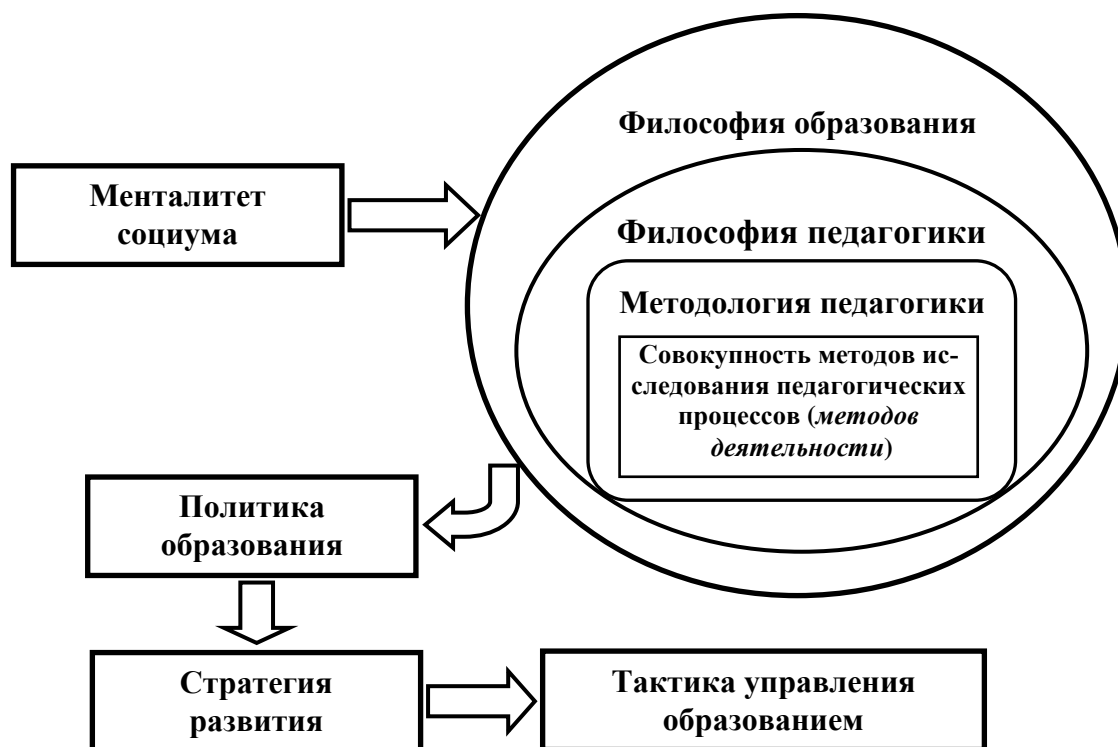 Философия образования
Менталитет
социума
Философия педагогики
Методология педагогики
Совокупность методов ис-
следования педагогических
процессов (методов
деятельности)
Политика
образования
Стратегия
развития
Тактика управления
образованием